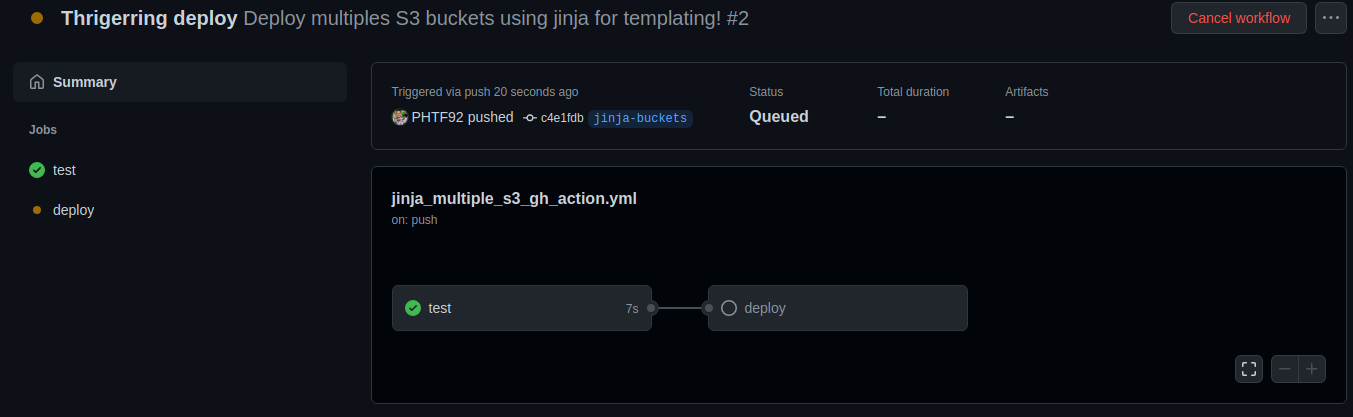 Thrigerring deploy Deploy multiples S3 buckets using jinja for templating! #2
Cancel workflow
Summary
Jobs
test
deploy
Triggered via push 20 seconds ago
PHTF92 pushed c4e1fdb jinja-buckets
Status
Queued
Total duration
–
Artifacts
–
jinja_multiple_s3_gh_action.yml
on: push
test 7s
deploy